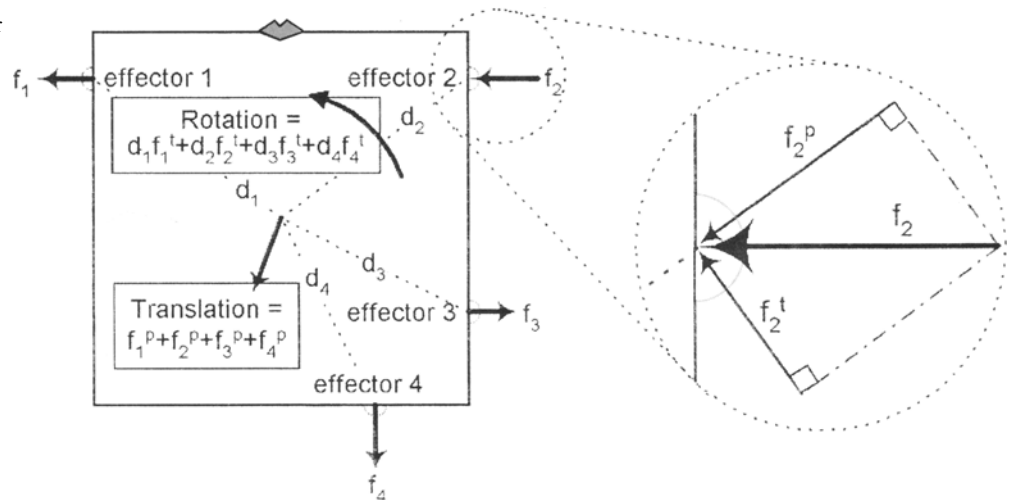 f₁
effector 1
effector 2
f₂
Rotation =
d₁f₁ᵗ+d₂f₂ᵗ+d₃f₃ᵗ+d₄f₄ᵗ
d₂
d₁
d₃
d₄
Translation =
f₁ᵖ+f₂ᵖ+f₃ᵖ+f₄ᵖ
effector 3
f₃
effector 4
f₄
f₂ᵖ
f₂
f₂ᵗ